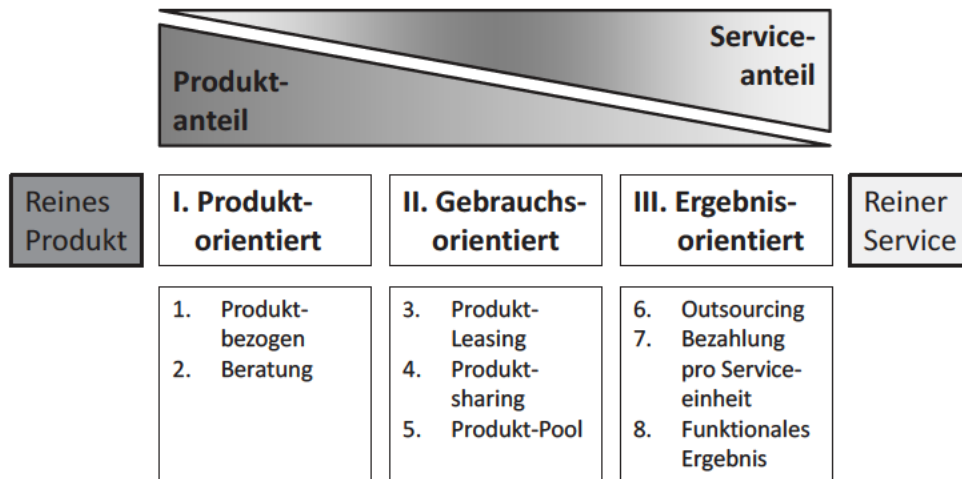 Service-
anteil
Produkt-
anteil
Reines
Produkt
I. Produkt-
orientiert
II. Gebrauchs-
orientiert
III. Ergebnis-
orientiert
Reiner
Service
1. Produkt-
bezogen
2. Beratung
3. Produkt-
Leasing
4. Produkt-
sharing
5. Produkt-Pool
6. Outsourcing
7. Bezahlung
pro Service-
einheit
8. Funktionales
Ergebnis